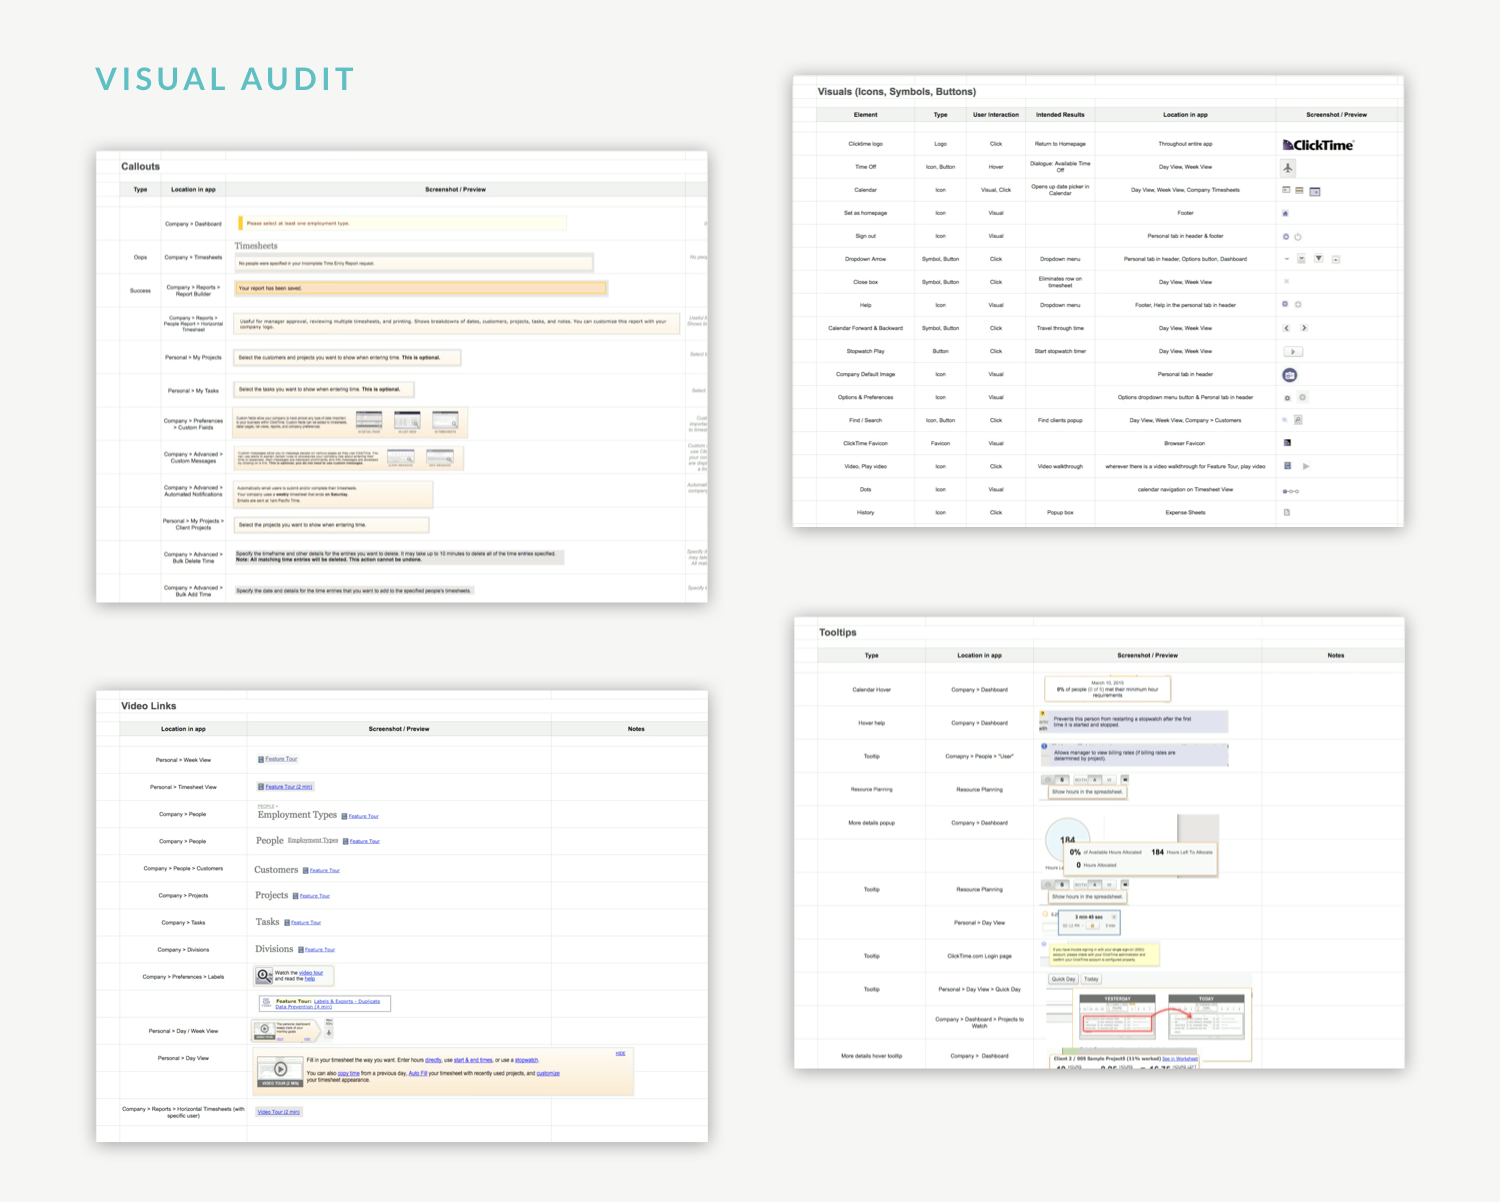 VISUAL AUDIT
Callouts
Type Location in app Screenshot / Preview
Company > Dashboard Please select at least one employment type.
Timesheets
Oops Company > Timesheets No people were specified in your Incomplete Time Entry Report request.
Success Company > Reports > Report Builder Your report has been saved.
Company > Reports > People Report > Horizontal Timesheet
Useful for manager approval, reviewing multiple timesheets, and printing. Shows breakdowns of dates, customers, projects, tasks, and notes. You can customize this report with your
company logo.
Personal > My Projects Select the customers and projects you want to show when entering time. This is optional.
Personal > My Tasks Select the tasks you want to show when entering time. This is optional.
Company > Preferences > Custom Fields
Company > Advanced > Custom Messages
Company > Advanced > Automated Notifications
Automatically email users to submit and/or complete their timesheets.
Your company uses a weekly timesheet that ends on Saturday.
Emails are sent at 1am Pacific Time.
Personal > My Projects > Client Projects Select the projects you want to show when entering time.
Company > Advanced > Bulk Delete Time
Specify the timeframe and other details for the entries you want to delete. It may take up to 10 minutes to delete all of the time entries specified.
Note: All matching time entries will be deleted. This action cannot be undone.
Company > Advanced > Bulk Add Time Specify the date and details for the time entries that you want to add to the specified people's timesheets.
Visuals (Icons, Symbols, Buttons)
Element Type User Interaction Intended Results Location in app Screenshot / Preview
Clicktime logo Logo Click Return to Homepage Throughout entire app ClickTime
Time Off Icon, Button Hover Dialogue: Available Time Off Day View, Week View
Calendar Icon Visual, Click Opens up date picker in Calendar Day View, Week View, Company Timesheets
Set as homepage Icon Visual Footer
Sign out Icon Visual Personal tab in header & footer
Dropdown Arrow Symbol, Button Click Dropdown menu Personal tab in header, Options button, Dashboard
Close box Symbol, Button Click Eliminates row on timesheet Day View, Week View
Help Icon Visual Dropdown menu Footer, Help in the personal tab in header
Calendar Forward & Backward Symbol, Button Click Travel through time Day View, Week View
Stopwatch Play Button Click Start stopwatch timer Day View, Week View
Company Default Image Icon Visual Personal tab in header
Options & Preferences Icon Visual Options dropdown menu button & Peronal tab in header
Find / Search Icon, Button Click Find clients popup Day View, Week View, Company > Customers
ClickTime Favicon Favicon Visual Browser Favicon
Video, Play video Icon Click Video walkthrough wherever there is a video walkthrough for Feature Tour, play video
Dots Icon Visual calendar navigation on Timesheet View
History Icon Click Popup box Expense Sheets
Video Links
Location in app Screenshot / Preview Notes
Personal > Week View Feature Tour
Personal > Timesheet View Feature Tour (2 min)
PEOPLE >
Company > People Employment Types Feature Tour
Company > People People Employment Types Feature Tour
Company > People > Customers Customers Feature Tour
Company > Projects Projects Feature Tour
Company > Tasks Tasks Feature Tour
Company > Divisions Divisions Feature Tour
Company > Preferences > Labels Watch the video tour
and read the help
Feature Tour: Labels & Exports - Duplicate
Data Prevention (4 min)
Personal > Day / Week View
Personal > Day View
Fill in your timesheet the way you want. Enter hours directly, use start & end times, or use a stopwatch. HIDE
You can also copy time from a previous day, Auto Fill your timesheet with recently used projects, and customize
your timesheet appearance.
VIDEO TOUR (2 MIN)
Company > Reports > Horizontal Timesheets (with specific user) Video Tour (2 min)
Tooltips
Type Location in app Screenshot / Preview Notes
Calendar Hover Company > Dashboard
March 10, 2015
0% of people (0 of 5) met their minimum hour
requirements
Hover help Company > Dashboard
Prevents this person from restarting a stopwatch after the first
time it is started and stopped.
Tooltip Comapny > People > "User"
Allows manager to view billing rates (if billing rates are
determined by project).
Resource Planning Resource Planning Show hours in the spreadsheet.
More details popup Company > Dashboard
184
0% of Available Hours Allocated 184 Hours Left To Allocate
0 Hours Allocated
Tooltip Resource Planning Show hours in the spreadsheet.
Personal > Day View 3 min 45 sec
Tooltip ClickTime.com Login page
Tooltip Personal > Day View > Quick Day Quick Day Today
YESTERDAY TODAY
Company > Dashboard > Projects to Watch
More details hover tooltip Company > Dashboard
Client 2 / 005 Sample Project5 (11% worked) See in Worksheet